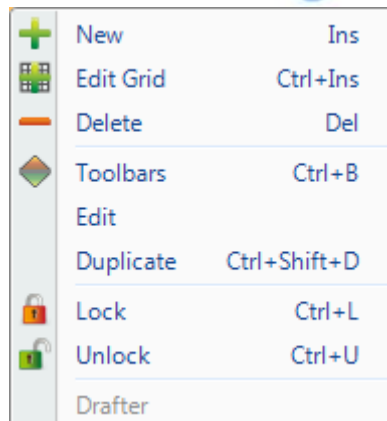 New Ins
Edit Grid Ctrl+Ins
Delete Del
Toolbars Ctrl+B
Edit
Duplicate Ctrl+Shift+D
Lock Ctrl+L
Unlock Ctrl+U
Drafter